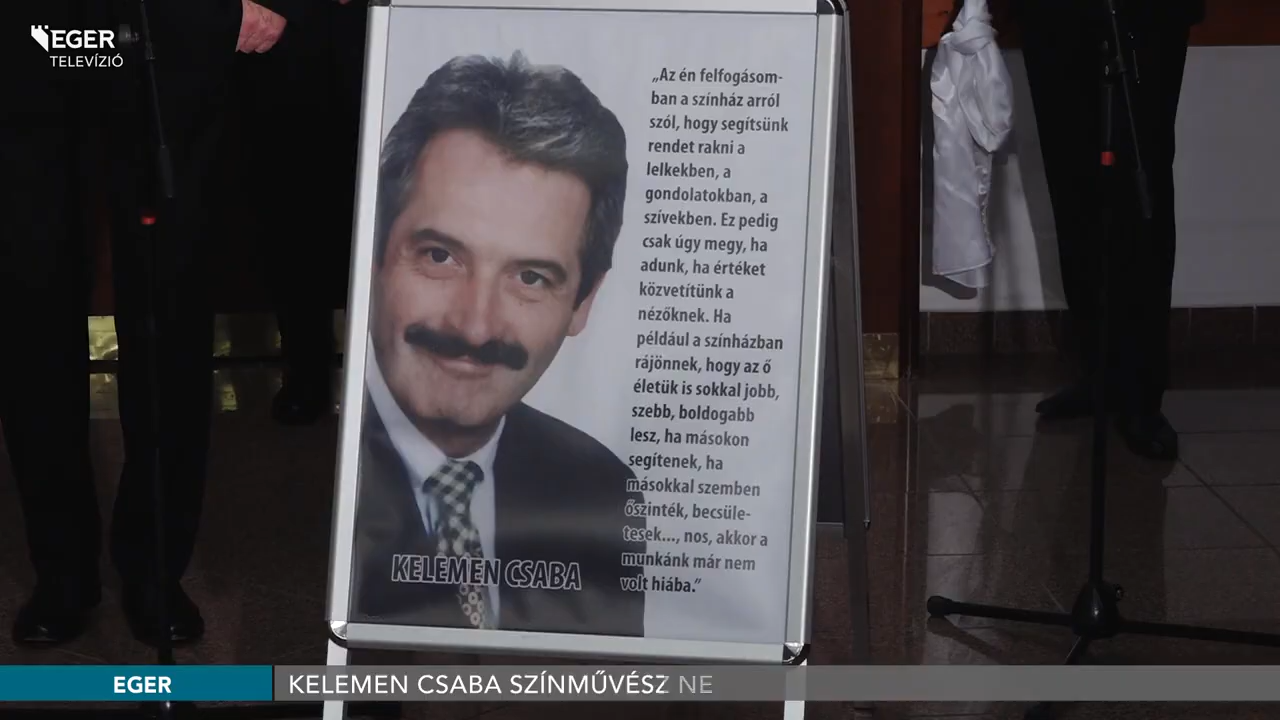 EGER
TELEVÍZIÓ
„Az én felfogásom-
ban a színház arról
szól, hogy segítsünk
rendet rakni a
lelkekben, a
gondolatokban, a
szívekben. Ez pedig
csak úgy megy, ha
adunk, ha értéket
közvetítünk a
nézőknek. Ha
például a színházban
rájönnek, hogy az ő
életük is sokkal jobb,
szebb, boldogabb
lesz, ha másokon
segítenek, ha
másokkal szemben
őszinték, becsüle-
tesek..., nos, akkor a
munkánk már nem
volt hiába.”
KELEMEN CSABA
EGER
KELEMEN CSABA SZÍNMŰVÉSZ NE